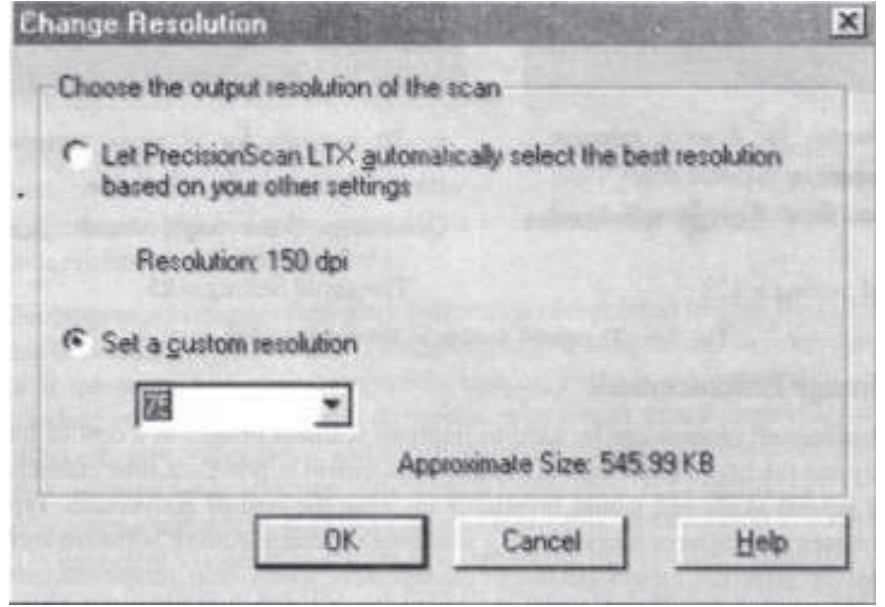 Change Resolution
Choose the output resolution of the scan
Let PrecisionScan LTX automatically select the best resolution
based on your other settings
Resolution: 150 dpi
Set a custom resolution
75
Approximate Size: 545.99 KB
OK Cancel Help